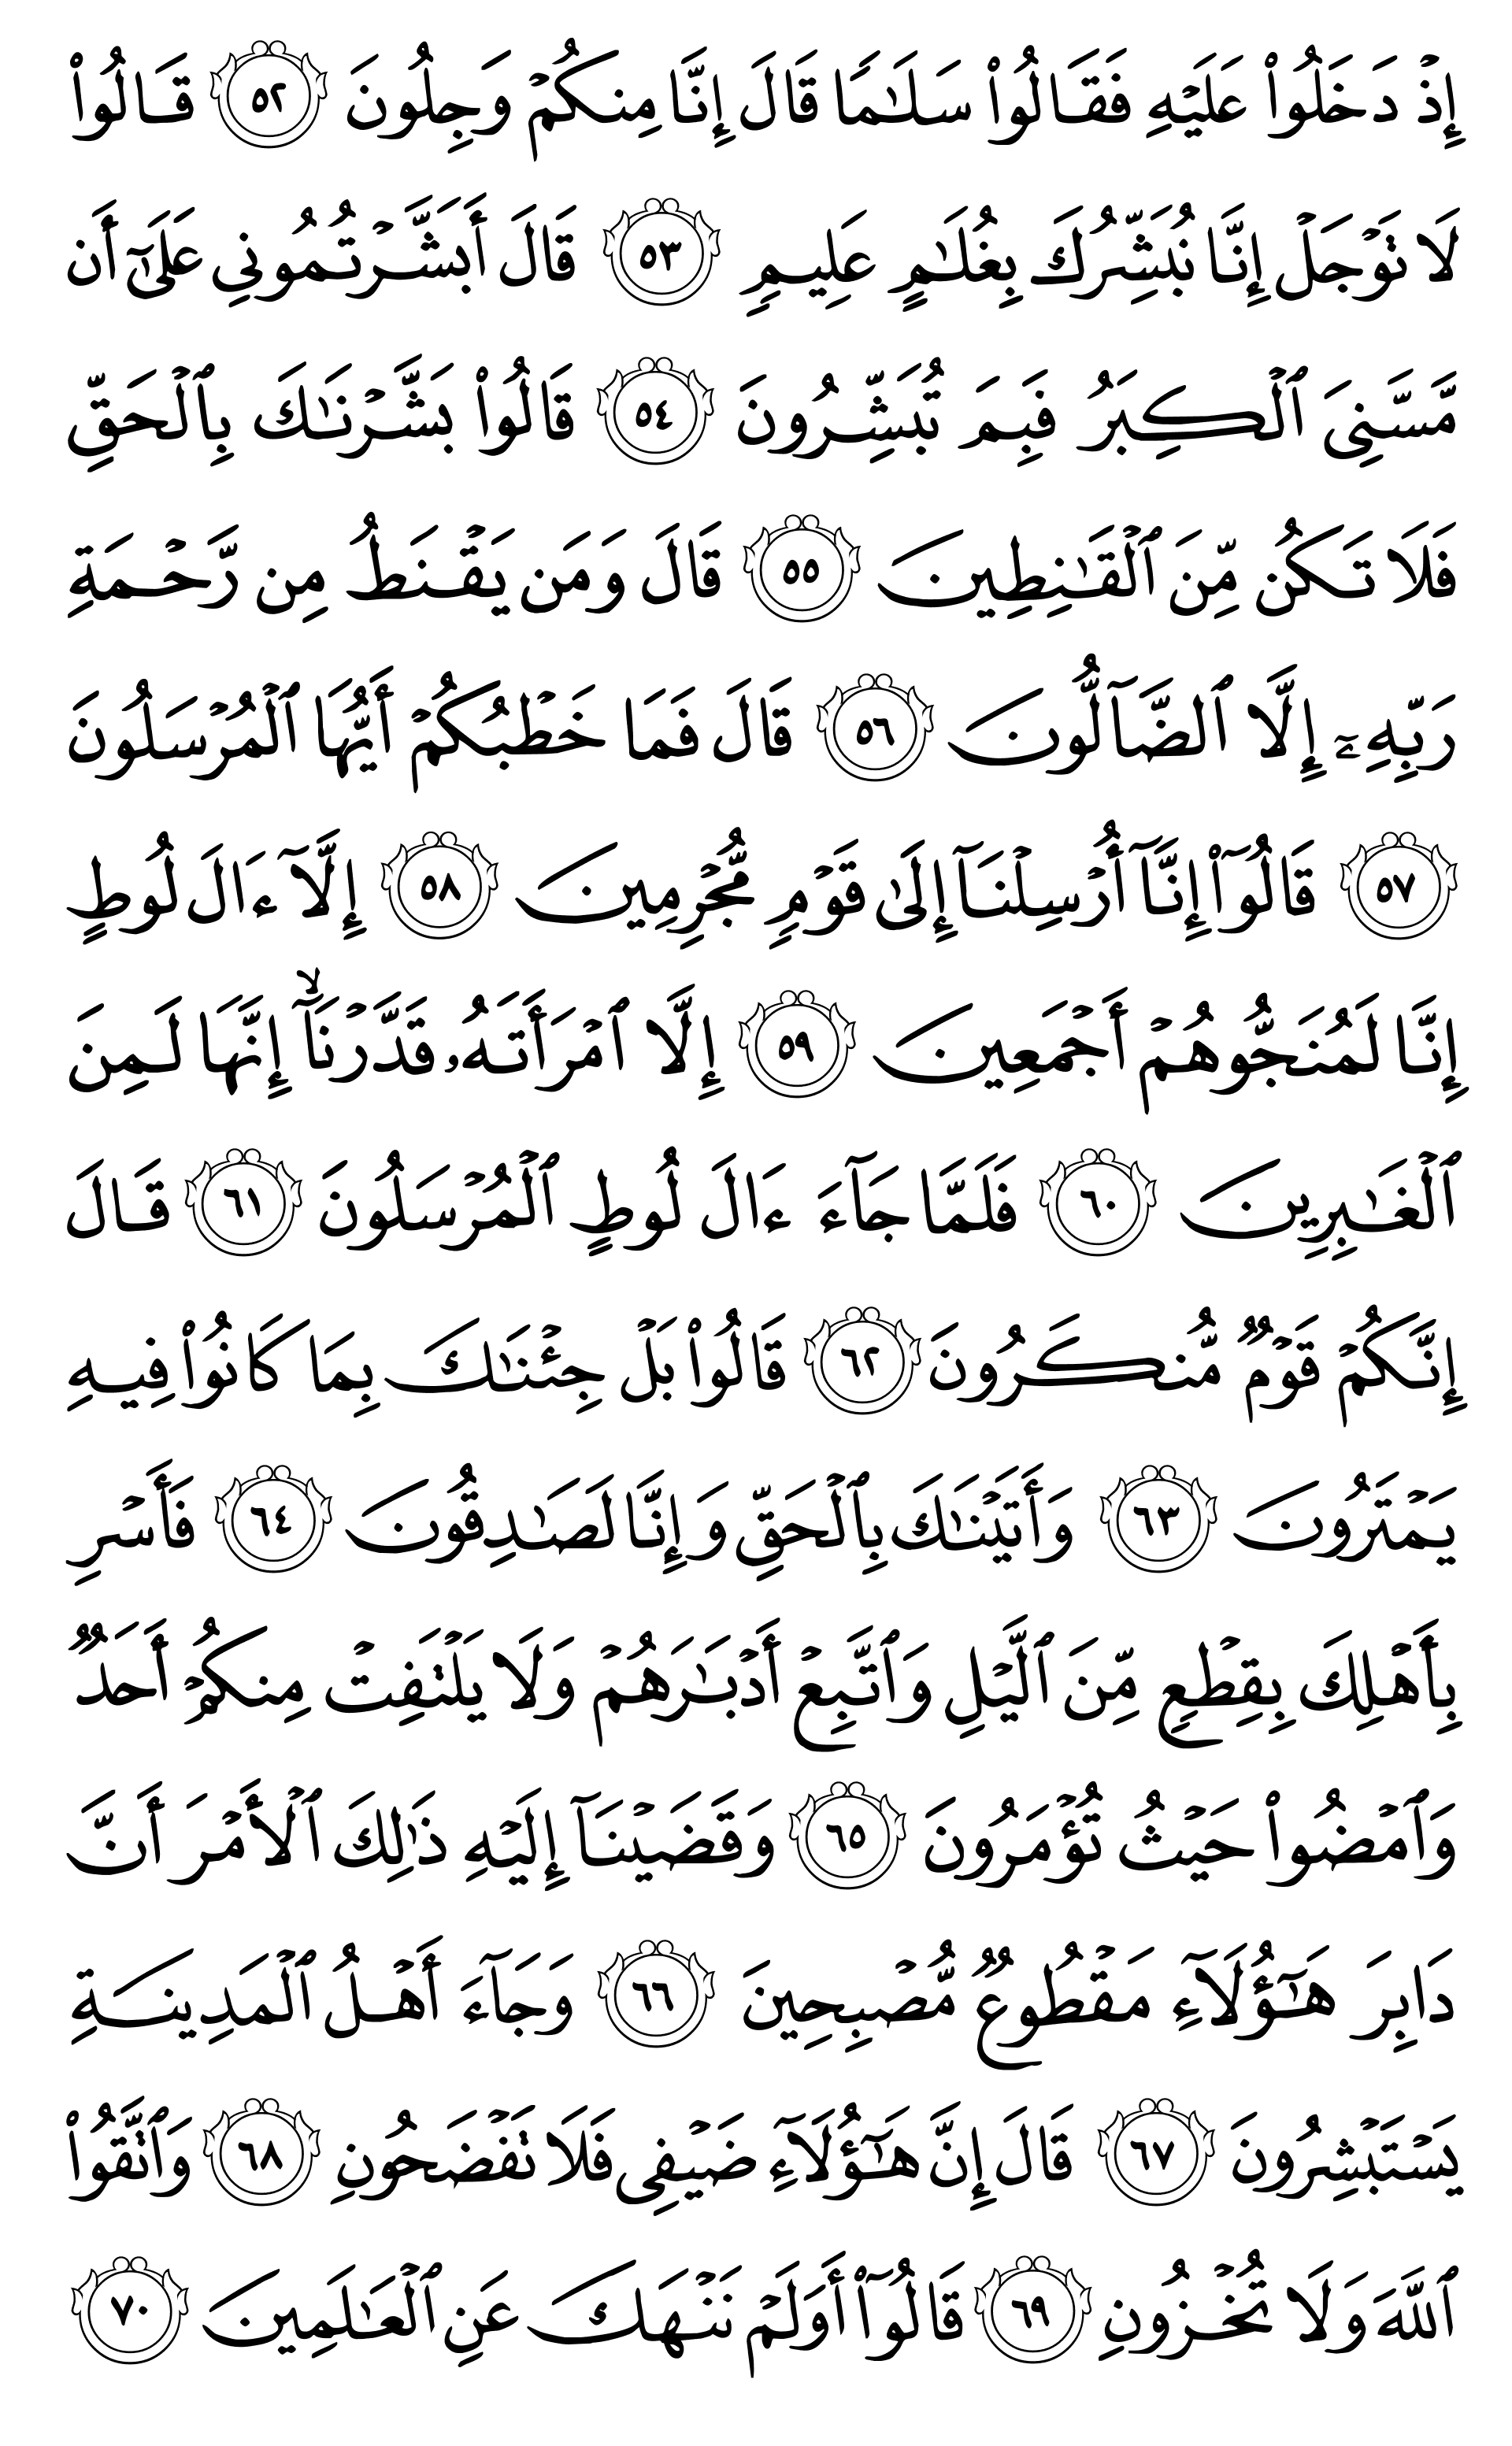 إِذۡ دَخَلُواْ عَلَيۡهِ فَقَالُواْ سَلَٰمٗا قَالَ إِنَّا مِنكُمۡ وَجِلُونَ ٥٢ قَالُواْ
لَا تَوۡجَلۡ إِنَّا نُبَشِّرُكَ بِغُلَٰمٍ عَلِيمٖ ٥٣ قَالَ أَبَشَّرۡتُمُونِي عَلَىٰٓ أَن
مَّسَّنِيَ ٱلۡكِبَرُ فَبِمَ تُبَشِّرُونَ ٥٤ قَالُواْ بَشَّرۡنَٰكَ بِٱلۡحَقِّ
فَلَا تَكُن مِّنَ ٱلۡقَٰنِطِينَ ٥٥ قَالَ وَمَن يَقۡنَطُ مِن رَّحۡمَةِ
رَبِّهِۦٓ إِلَّا ٱلضَّآلُّونَ ٥٦ قَالَ فَمَا خَطۡبُكُمۡ أَيُّهَا ٱلۡمُرۡسَلُونَ
٥٧ قَالُوٓاْ إِنَّآ أُرۡسِلۡنَآ إِلَىٰ قَوۡمٖ مُّجۡرِمِينَ ٥٨ إِلَّآ ءَالَ لُوطٍ
إِنَّا لَمُنَجُّوهُمۡ أَجۡمَعِينَ ٥٩ إِلَّا ٱمۡرَأَتَهُۥ قَدَّرۡنَآۙ إِنَّهَا لَمِنَ
ٱلۡغَٰبِرِينَ ٦٠ فَلَمَّا جَآءَ ءَالَ لُوطٍ ٱلۡمُرۡسَلُونَ ٦١ قَالَ
إِنَّكُمۡ قَوۡمٞ مُّنكَرُونَ ٦٢ قَالُواْ بَلۡ جِئۡنَٰكَ بِمَا كَانُواْ فِيهِ
يَمۡتَرُونَ ٦٣ وَأَتَيۡنَٰكَ بِٱلۡحَقِّ وَإِنَّا لَصَٰدِقُونَ ٦٤ فَأَسۡرِ
بِأَهۡلِكَ بِقِطۡعٖ مِّنَ ٱلَّيۡلِ وَٱتَّبِعۡ أَدۡبَٰرَهُمۡ وَلَا يَلۡتَفِتۡ مِنكُمۡ أَحَدٞ
وَٱمۡضُواْ حَيۡثُ تُؤۡمَرُونَ ٦٥ وَقَضَيۡنَآ إِلَيۡهِ ذَٰلِكَ ٱلۡأَمۡرَ أَنَّ
دَابِرَ هَٰٓؤُلَآءِ مَقۡطُوعٞ مُّصۡبِحِينَ ٦٦ وَجَآءَ أَهۡلُ ٱلۡمَدِينَةِ
يَسۡتَبۡشِرُونَ ٦٧ قَالَ إِنَّ هَٰٓؤُلَآءِ ضَيۡفِي فَلَا تَفۡضَحُونِ ٦٨ وَٱتَّقُواْ
ٱللَّهَ وَلَا تُخۡزُونِ ٦٩ قَالُوٓاْ أَوَلَمۡ نَنۡهَكَ عَنِ ٱلۡعَٰلَمِينَ ٧٠